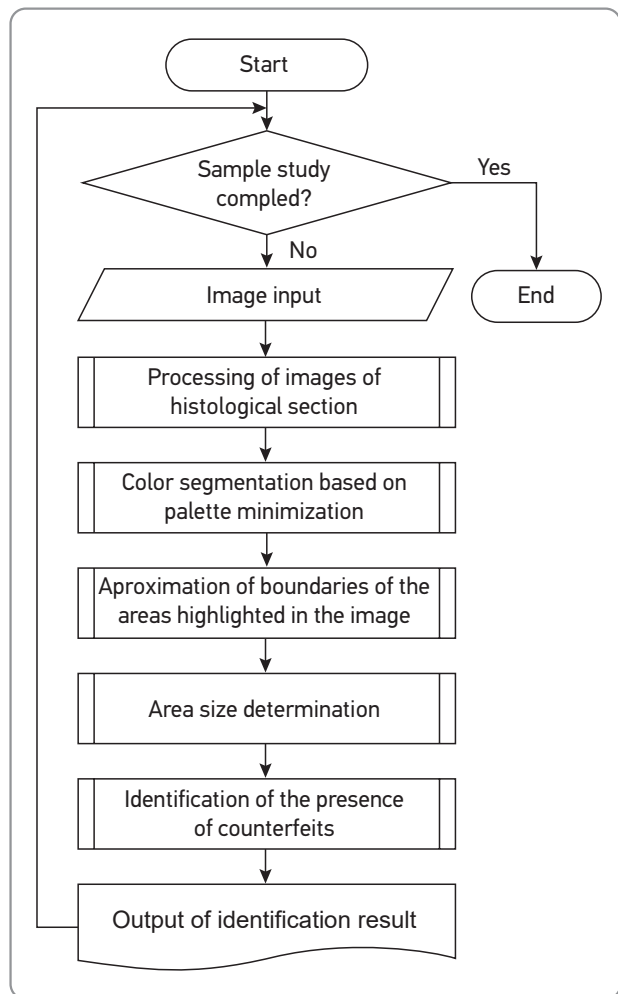 Start
Sample study
compled?
Yes
No
Image input
End
Processing of images of
histological section
Color segmentation based on
palette minimization
Aproximation of boundaries of the
areas highlighted in the image
Area size determination
Identification of the presence
of counterfeits
Output of identification result